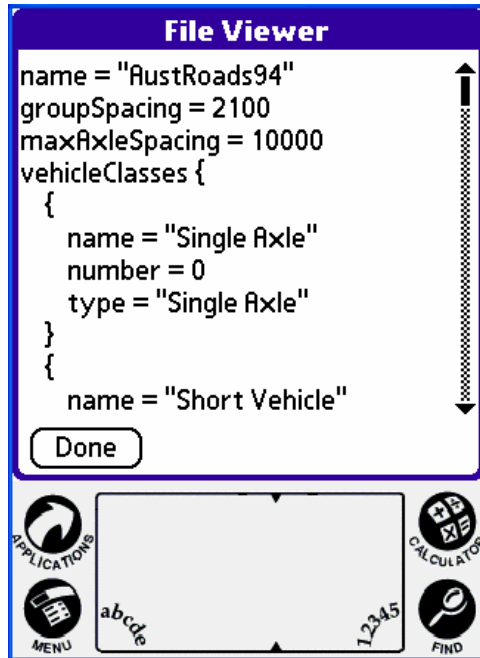 File Viewer
name = "AustRoads94"
groupSpacing = 2100
maxAxleSpacing = 10000
vehicleClasses {
{
name = "Single Axle"
number = 0
type = "Single Axle"
}
{
name = "Short Vehicle"
Done
APPLICATIONS
CALCULATOR
abcde
12345
MENU
FIND